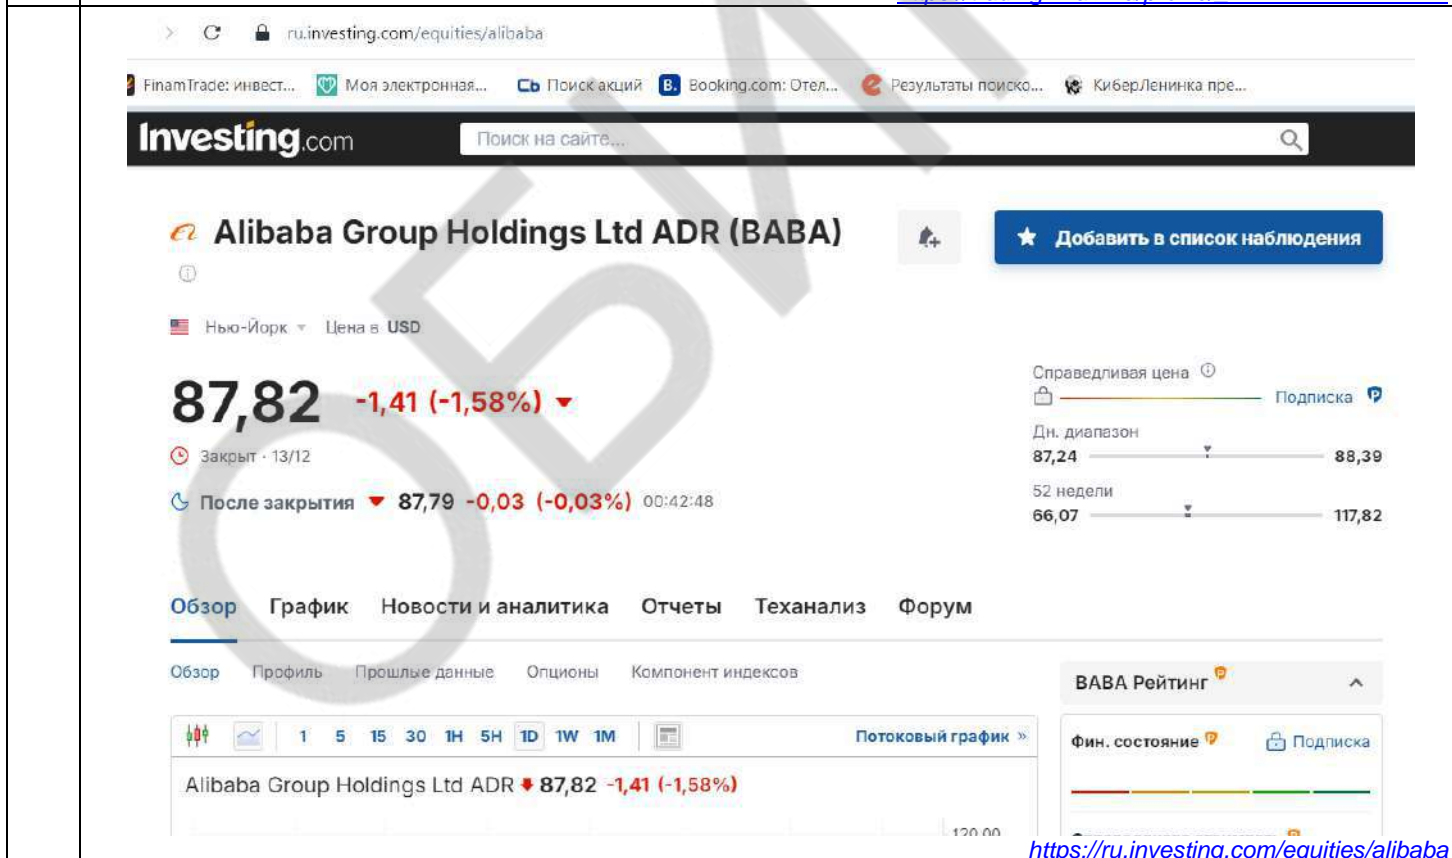 ru.investing.com/equities/alibaba
FinamTrade: инвест... Моя электронная... Сb Поиск акций B. Booking.com: Отел... Результаты поиско... КиберЛенинка пре...
Investing.com Поиск на сайте...
Alibaba Group Holdings Ltd ADR (BABA) Добавить в список наблюдения
Нью-Йорк Цена в USD
87,82 -1,41 (-1,58%)
Справедливая цена
Подписка
Закрыт · 13/12
Дн. диапазон
87,24 88,39
После закрытия 87,79 -0,03 (-0,03%) 00:42:48
52 недели
66,07 117,82
Обзор График Новости и аналитика Отчеты Теханализ Форум
Обзор Профиль Прошлые данные Опционы Компонент индексов
BABA Рейтинг
1 5 15 30 1H 5H 1D 1W 1M Потоковый график »
Фин. состояние Подписка
Alibaba Group Holdings Ltd ADR 87,82 -1,41 (-1,58%)
120,00
https://ru.investing.com/equities/alibaba
ОБИ